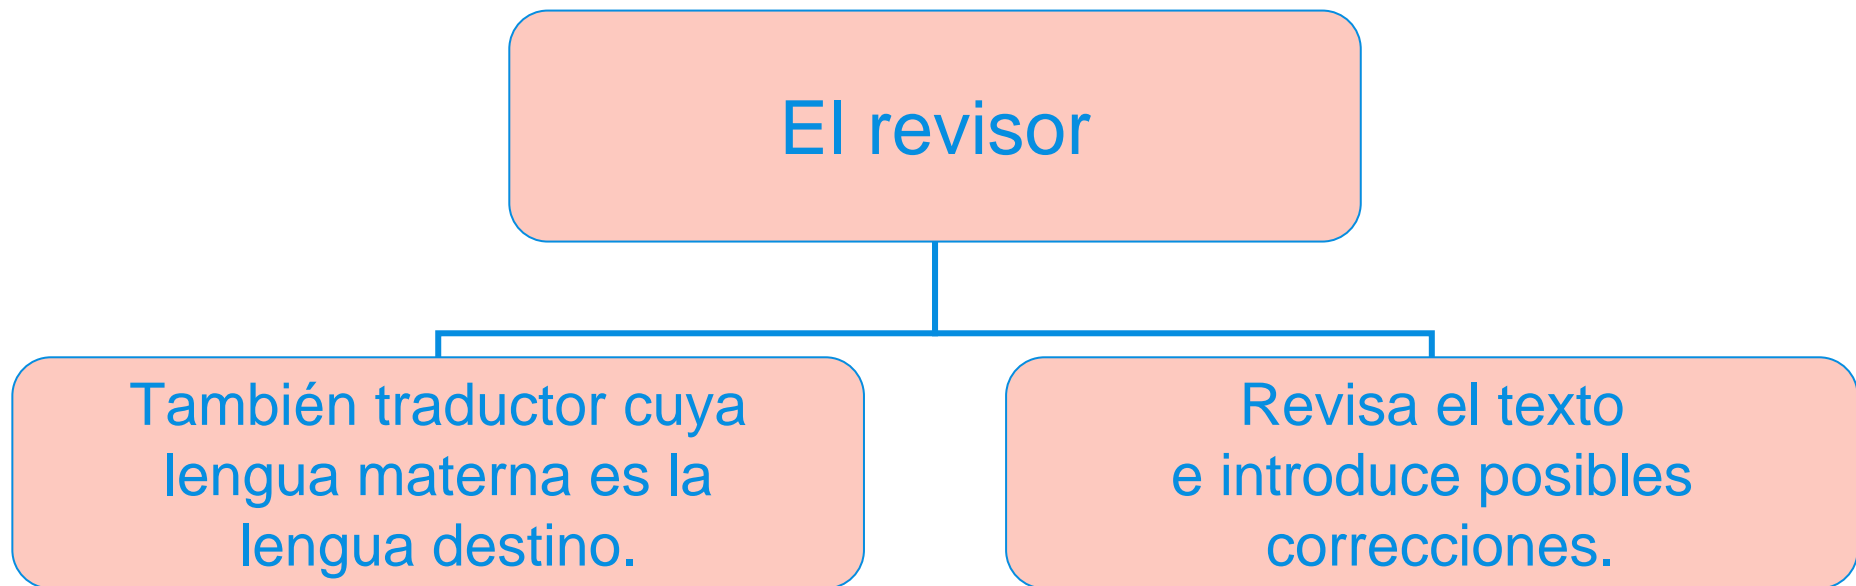 El revisor
También traductor cuya
lengua materna es la
lengua destino.
Revisa el texto
e introduce posibles
correcciones.